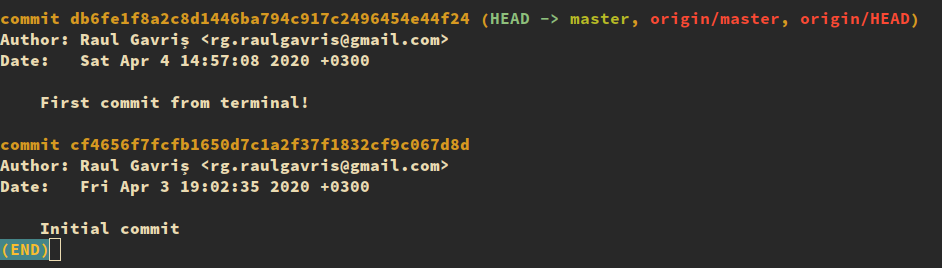 commit db6fe1f8a2c8d1446ba794c917c2496454e44f24 (HEAD -> master, origin/master, origin/HEAD)
Author: Raul Gavriș <rg.raulgavris@gmail.com>
Date:   Sat Apr 4 14:57:08 2020 +0300
    First commit from terminal!
commit cf4656f7fcfb1650d7c1a2f37f1832cf9c067d8d
Author: Raul Gavriș <rg.raulgavris@gmail.com>
Date:   Fri Apr 3 19:02:35 2020 +0300
    Initial commit
(END)